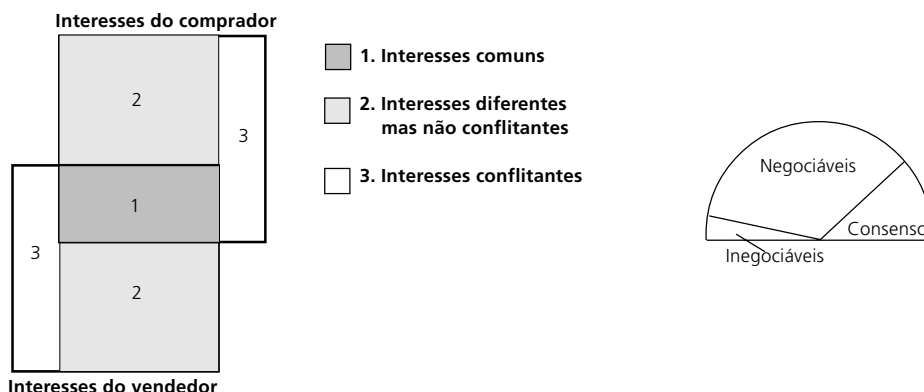 Interesses do comprador
2
3
1
3
2
Interesses do vendedor
1. Interesses comuns
2. Interesses diferentes
mas não conflitantes
3. Interesses conflitantes
Negociáveis
Consenso
Inegociáveis